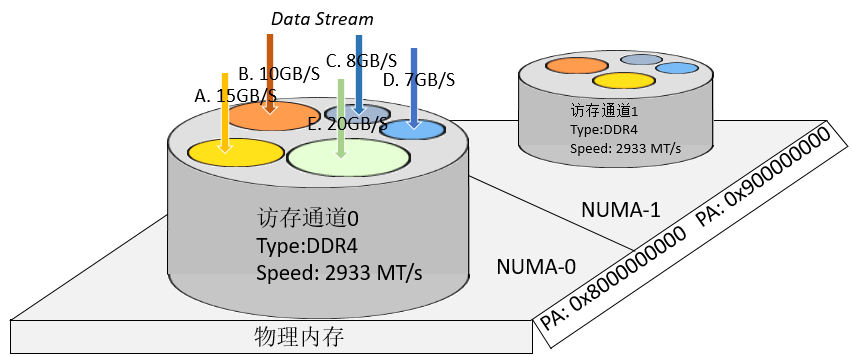 Data Stream
C. 8GB/S
B. 10GB/S
D. 7GB/S
A. 15GB/S
E. 20GB/S
访存通道0
Type:DDR4
Speed: 2933 MT/s
访存通道1
Type:DDR4
Speed: 2933 MT/s
NUMA-1
NUMA-0
PA: 0x900000000
PA: 0x8000000000
物理内存